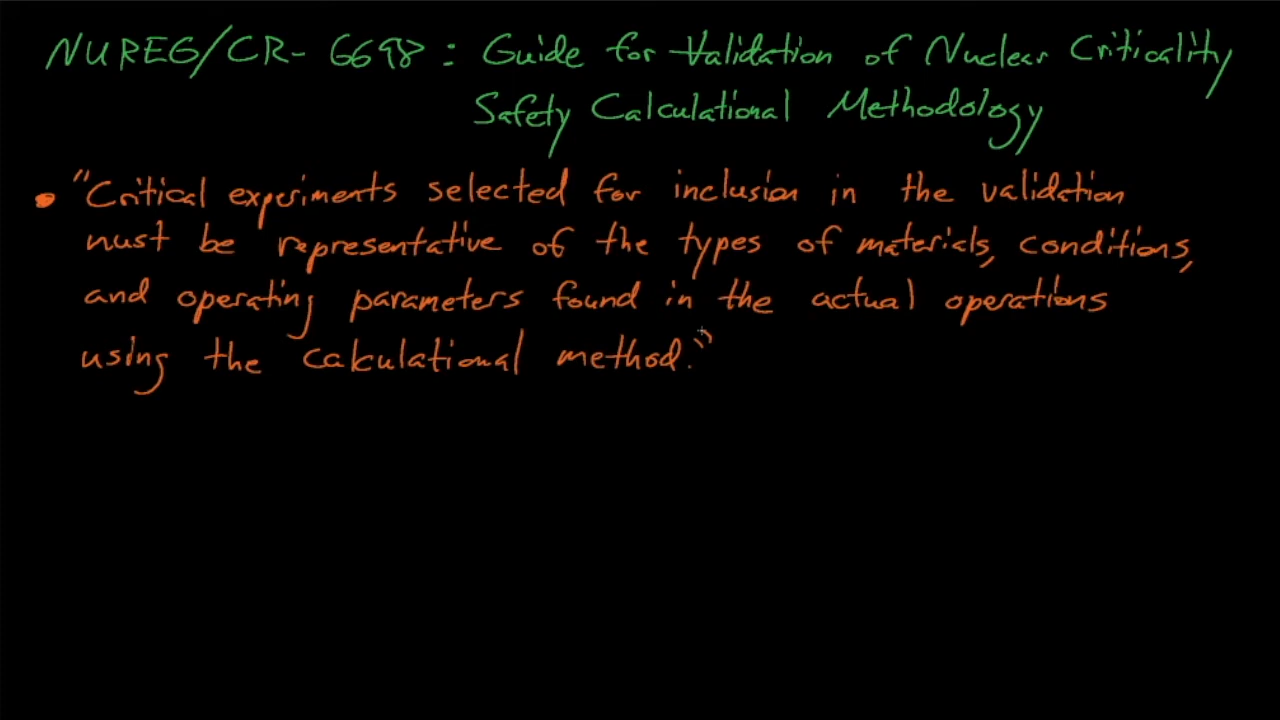 NUREG/CR-6698: Guide for Validation of Nuclear Criticality
Safety Calculational Methodology
• "Critical experiments selected for inclusion in the validation
must be representative of the types of materials, conditions,
and operating parameters found in the actual operations
using the calculational method."